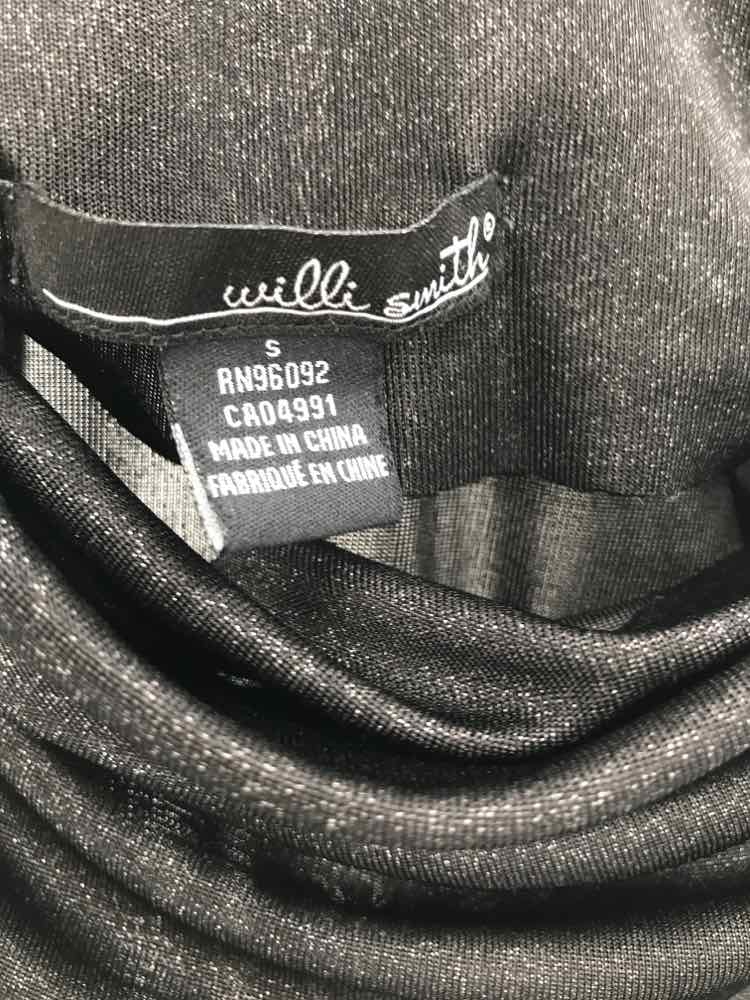 willi smith®
S
RN96092
CA04991
MADE IN CHINA
FABRIQUÉ EN CHINE